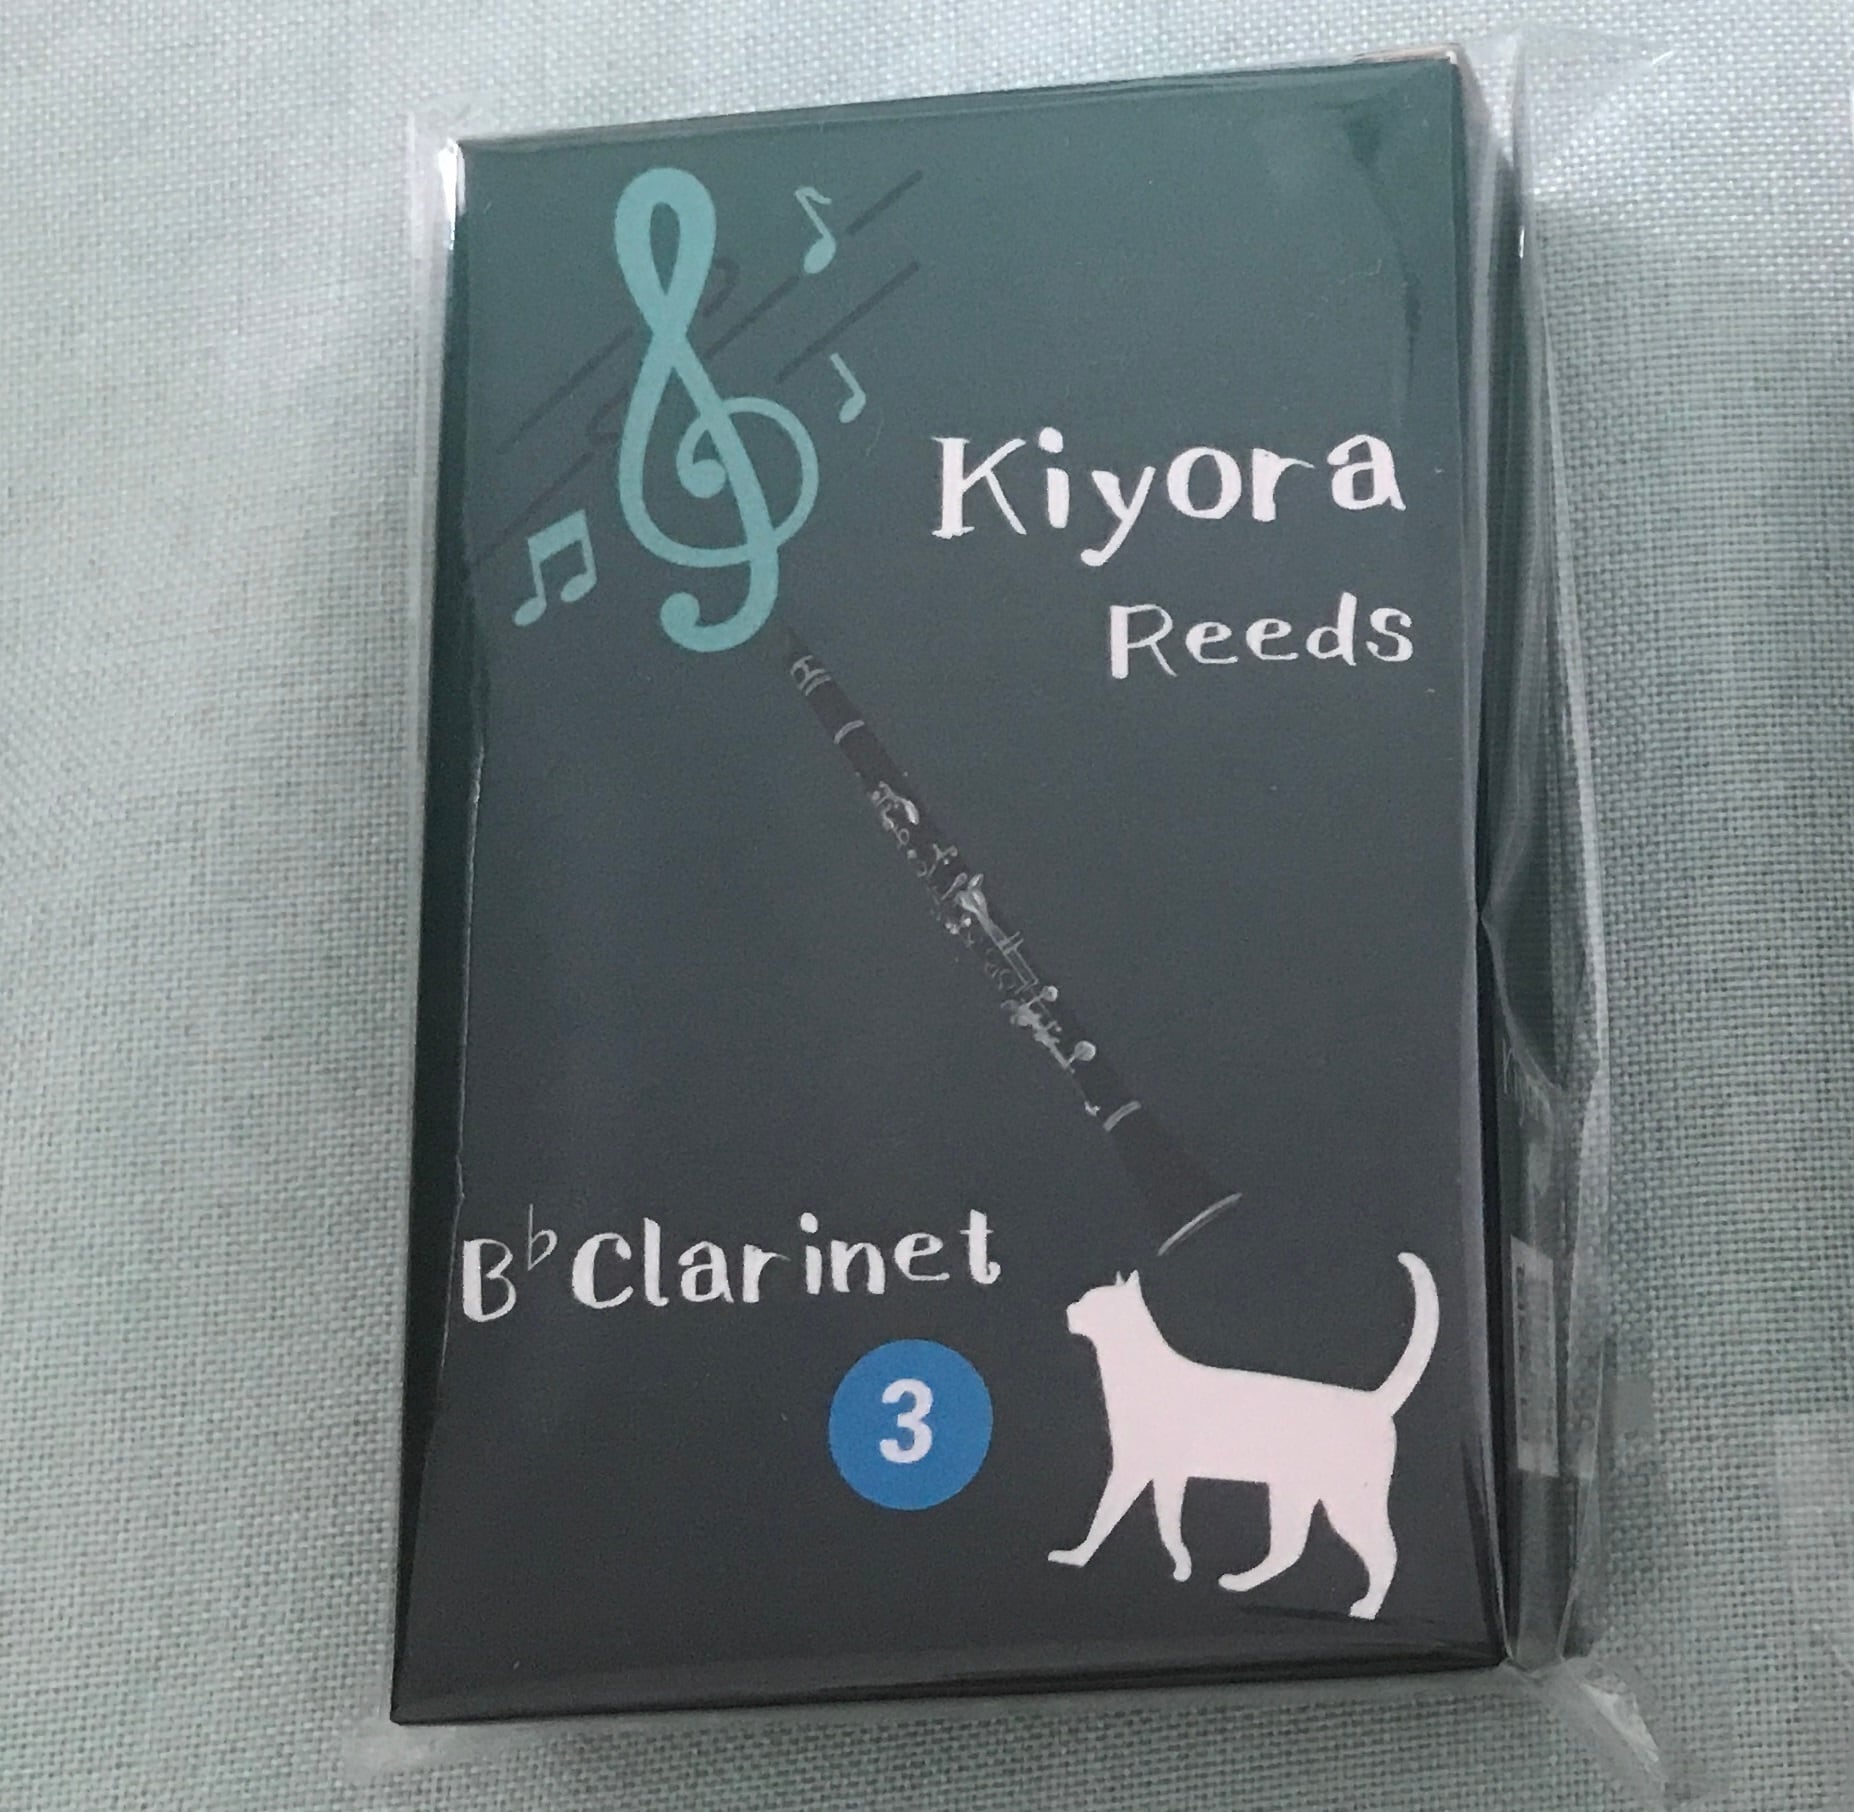 Kiyora
Reeds
B♭Clarinet
3